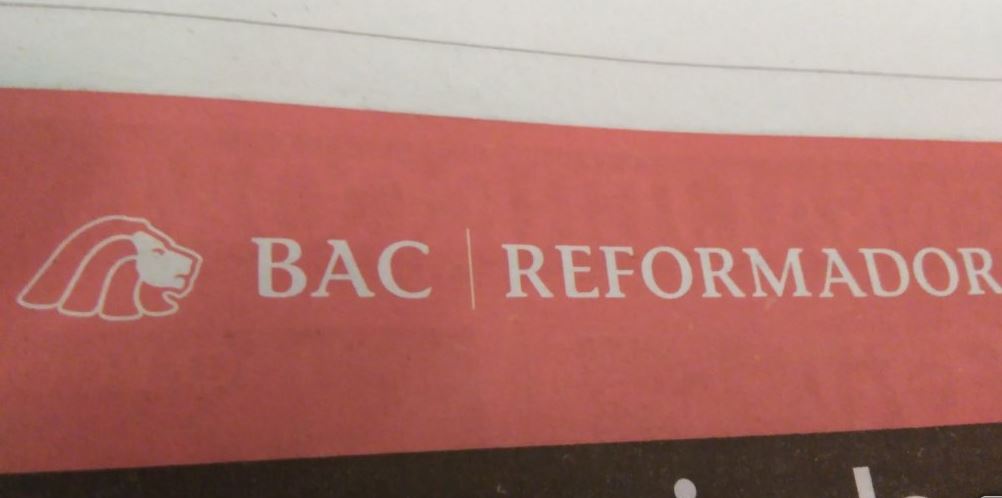 BAC | REFORMADOR